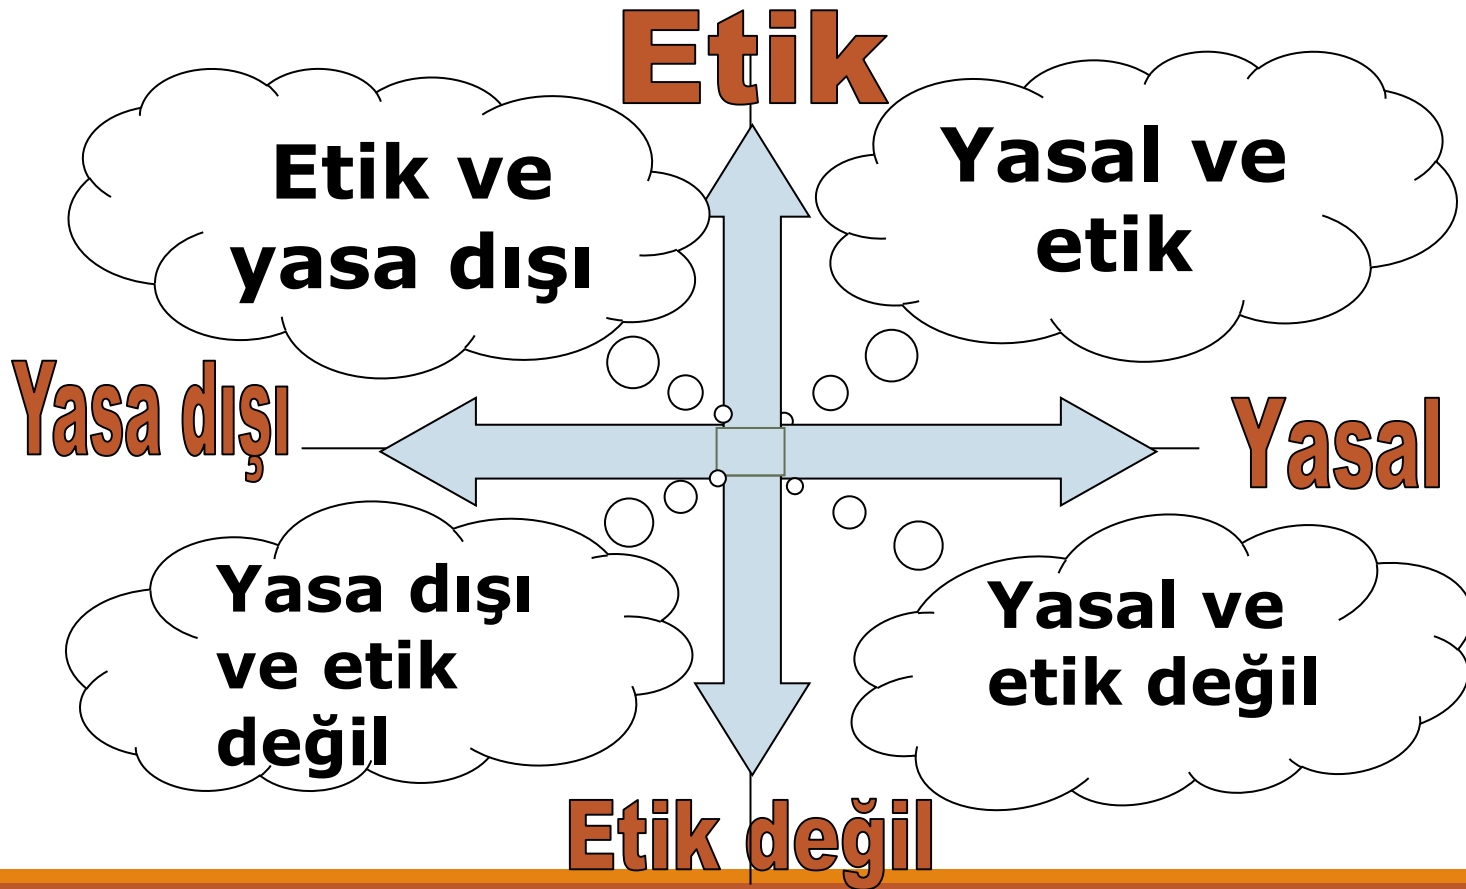 Etik
Etik ve
yasa dışı
Yasal ve
etik
Yasa dışı
Yasal
Yasa dışı
ve etik
değil
Yasal ve
etik değil
Etik değil